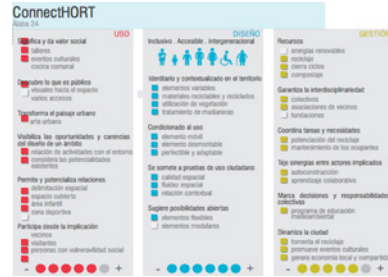 ConnectHORT
Aisla 24
USO
Significa y da valor social
talleres
eventos culturales
cocina comunal
Descubre lo que es público
visuales hacia el espacio
varios accesos
Transforma el paisaje urbano
arte urbano
Visibiliza las oportunidades y carencias
del diseño de un ámbito
relación de actividades con el entorno
considera las potencialidades
existentes
Permite y potencializa relaciones
delimitación espacial
espacio cubierto
área infantil
zona deportiva
Participa desde la implicación
vecinos
visitantes
personas con vulnerabilidad social
- +
DISEÑO
Inclusivo . Accesible . Intergeneracional
Identitario y contextualizado en el territorio
elementos variables
materiales reciclables y reciclados
utilización de vegetación
tratamiento de medianeras
Condicionado al uso
elemento móvil
elemento desmontable
perfectible y adaptable
Se somete a pruebas de uso ciudadano
calidad espacial
fluidez espacial
relación contextual
Sugiere posibilidades abiertas
elementos flexibles
elementos modulares
- +
GESTIÓN
Recursos
energías renovables
reciclaje
cierra ciclos
compostaje
Garantiza la interdisciplinariedad
colectivos
asociaciones de vecinos
fundaciones
Coordina tareas y necesidades
potenciación del reciclaje
mantenimiento de los ocupantes
Teje sinergias entre actores implicados
autoconstrucción
aprendizaje colaborativo
Marca decisiones y responsabilidades
colectivas
programa de educación
medioambiental
Dinamiza la ciudad
fomenta el reciclaje
promueve eventos culturales
genera economía local y compartida
- +